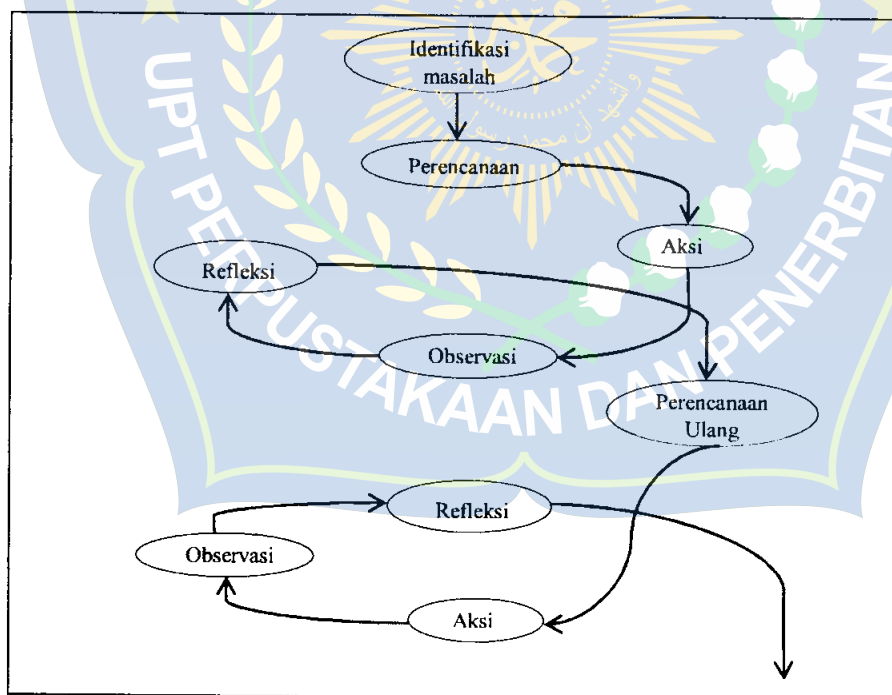 Identifikasi
masalah
Perencanaan
Aksi
Refleksi
Observasi
Perencanaan
Ulang
Refleksi
Observasi
Aksi
UPT PERPUSTAKAAN DAN PENERBITAN